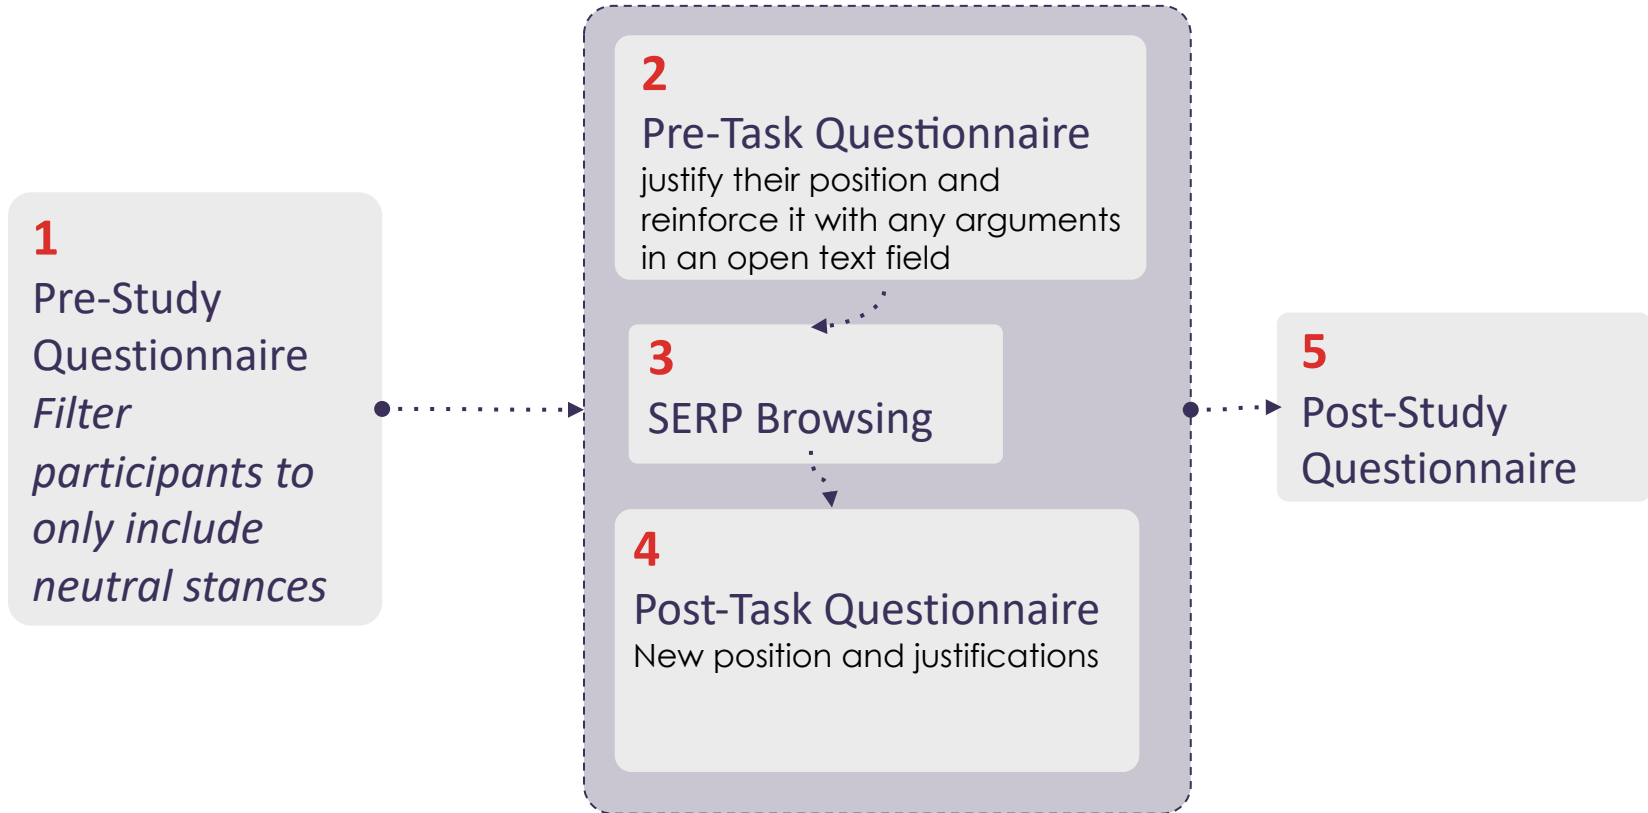 1
Pre-Study
Questionnaire
Filter
participants to
only include
neutral stances
2
Pre-Task Questionnaire
justify their position and
reinforce it with any arguments
in an open text field
3
SERP Browsing
4
Post-Task Questionnaire
New position and justifications
5
Post-Study
Questionnaire